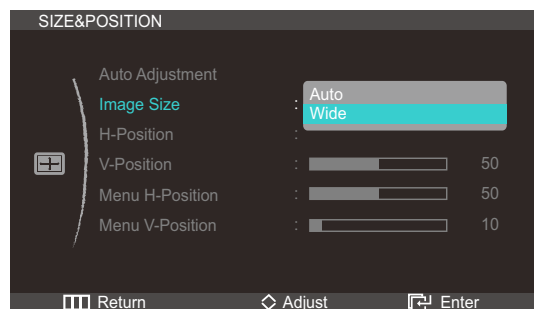 SIZE&POSITION
Auto Adjustment
Image Size : Auto
Wide
H-Position :
V-Position : 50
Menu H-Position : 50
Menu V-Position : 10
Return Adjust Enter